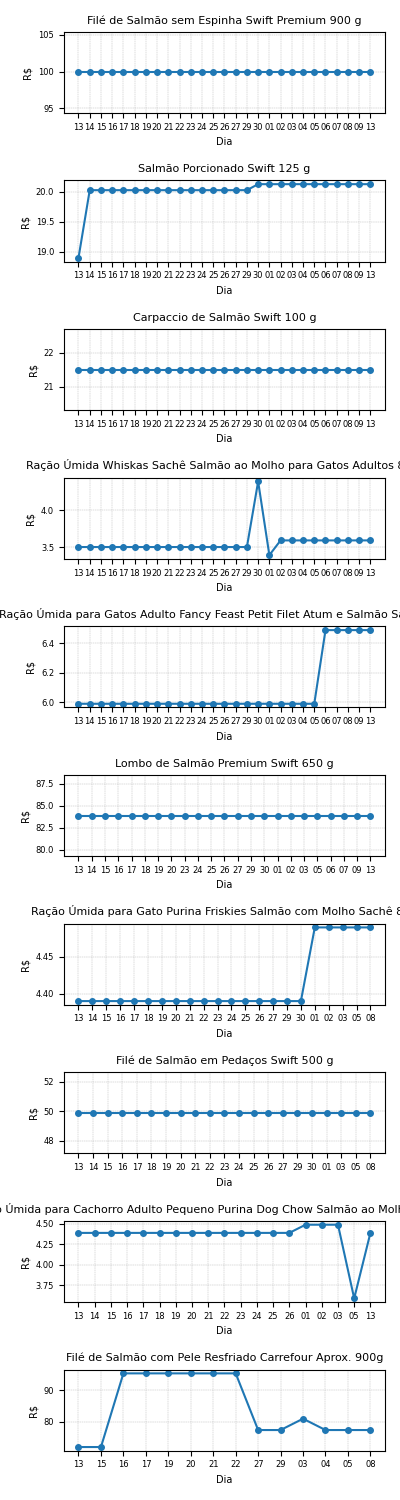 Filé de Salmão sem Espinha Swift Premium 900 g
105
100
95
R$
13 14 15 16 17 18 19 20 21 22 23 24 25 26 27 29 30 01 02 03 04 05 06 07 08 09 13
Dia
Salmão Porcionado Swift 125 g
20.0
19.5
19.0
R$
13 14 15 16 17 18 19 20 21 22 23 24 25 26 27 29 30 01 02 03 04 05 06 07 08 09 13
Dia
Carpaccio de Salmão Swift 100 g
22
21
R$
13 14 15 16 17 18 19 20 21 22 23 24 25 26 27 29 30 01 02 03 04 05 06 07 08 09 13
Dia
Ração Úmida Whiskas Sachê Salmão ao Molho para Gatos Adultos 8
4.0
3.5
R$
13 14 15 16 17 18 19 20 21 22 23 24 25 26 27 29 30 01 02 03 04 05 06 07 08 09 13
Dia
Ração Úmida para Gatos Adulto Fancy Feast Petit Filet Atum e Salmão Sa
6.4
6.2
6.0
R$
13 14 15 16 17 18 19 20 21 22 23 24 25 26 27 29 30 01 02 03 04 05 06 07 08 09 13
Dia
Lombo de Salmão Premium Swift 650 g
87.5
85.0
82.5
80.0
R$
13 14 15 16 17 18 19 20 23 24 25 26 27 29 30 01 02 03 05 06 07 09 13
Dia
Ração Úmida para Gato Purina Friskies Salmão com Molho Sachê 8
4.45
4.40
R$
13 14 15 16 17 18 19 20 21 22 23 24 25 26 27 29 30 01 02 03 05 08
Dia
Filé de Salmão em Pedaços Swift 500 g
52
50
48
R$
13 14 15 16 17 18 19 20 21 22 23 24 25 26 27 29 30 01 03 05 08
Dia
o Úmida para Cachorro Adulto Pequeno Purina Dog Chow Salmão ao Molh
4.50
4.25
4.00
3.75
R$
13 14 15 16 17 18 19 20 21 22 23 24 25 26 01 02 03 05 13
Dia
Filé de Salmão com Pele Resfriado Carrefour Aprox. 900g
90
80
R$
13 15 16 17 19 20 21 22 27 29 03 04 05 08
Dia